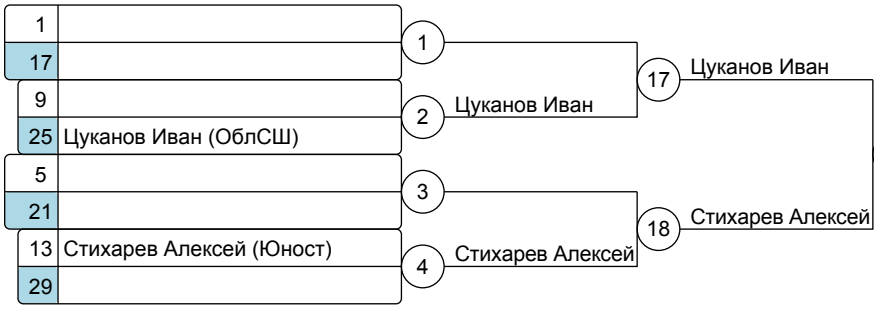 1
17
1
9
25 Цуканов Иван (ОблСШ)
2
Цуканов Иван
17
Цуканов Иван
5
21
3
13 Стихарев Алексей (Юност)
29
4
Стихарев Алексей
18
Стихарев Алексей